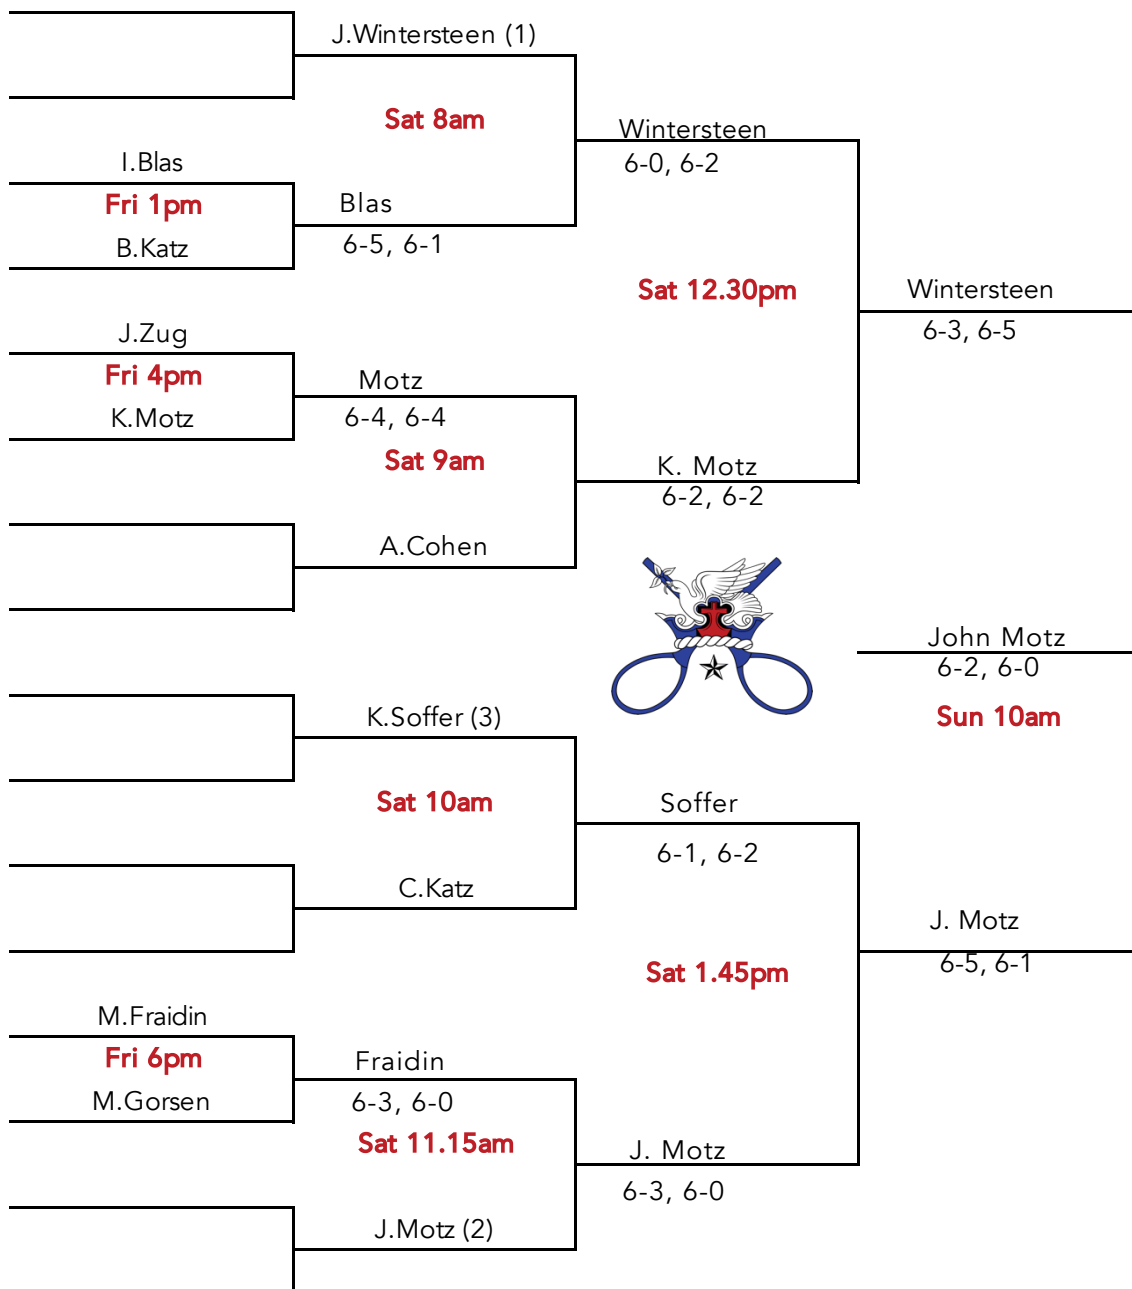 J.Wintersteen (1)
Sat 8am
Wintersteen
6-0, 6-2
I.Blas
Fri 1pm
B.Katz
Blas
6-5, 6-1
Sat 12.30pm
Wintersteen
6-3, 6-5
J.Zug
Fri 4pm
K.Motz
Motz
6-4, 6-4
Sat 9am
K. Motz
6-2, 6-2
A.Cohen
John Motz
6-2, 6-0
Sun 10am
K.Soffer (3)
Sat 10am
Soffer
6-1, 6-2
C.Katz
J. Motz
6-5, 6-1
Sat 1.45pm
M.Fraidin
Fri 6pm
M.Gorsen
Fraidin
6-3, 6-0
Sat 11.15am
J. Motz
6-3, 6-0
J.Motz (2)